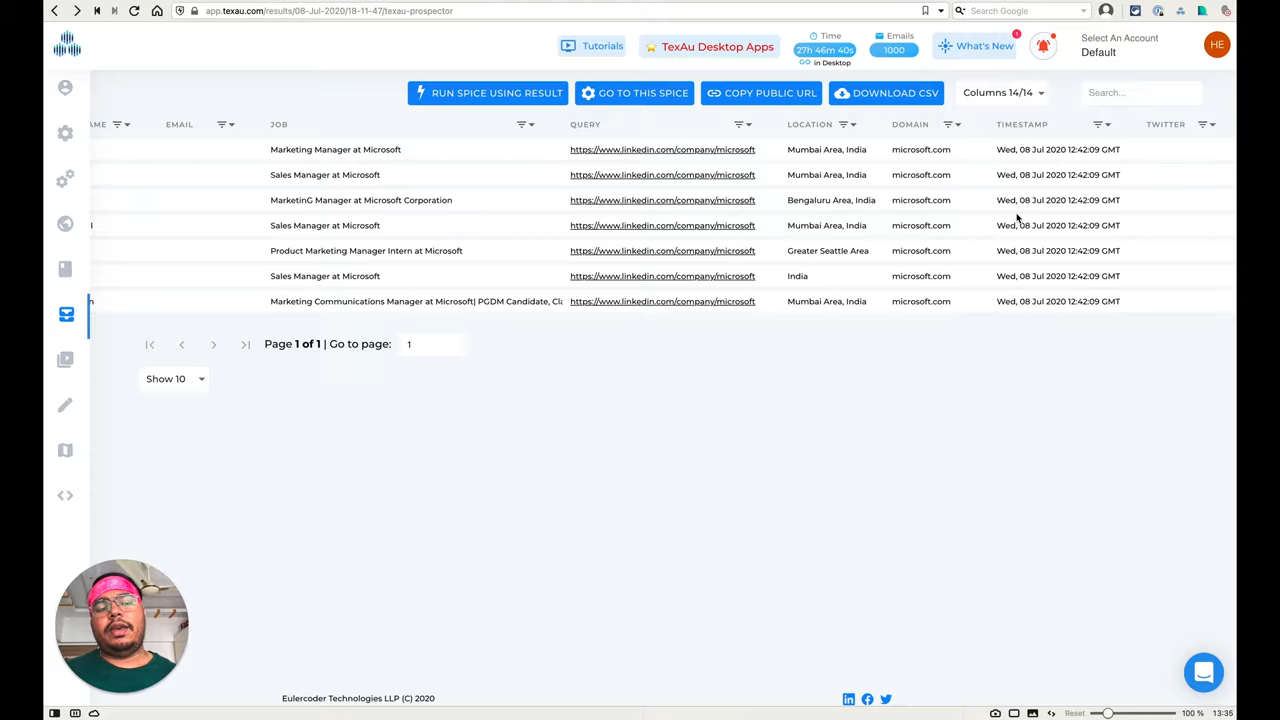 app.texau.com/results/08-Jul-2020/18-11-47/texau-prospector
Search Google
Tutorials
TexAu Desktop Apps
Time
27h 46m 40s
in Desktop
Emails
1000
What's New
1
Select An Account
Default
HE
RUN SPICE USING RESULT
GO TO THIS SPICE
COPY PUBLIC URL
DOWNLOAD CSV
Columns 14/14
Search...
AME EMAIL JOB QUERY LOCATION DOMAIN TIMESTAMP TWITTER
Marketing Manager at Microsoft https://www.linkedin.com/company/microsoft Mumbai Area, India microsoft.com Wed, 08 Jul 2020 12:42:09 GMT
Sales Manager at Microsoft https://www.linkedin.com/company/microsoft Mumbai Area, India microsoft.com Wed, 08 Jul 2020 12:42:09 GMT
MarketinG Manager at Microsoft Corporation https://www.linkedin.com/company/microsoft Bengaluru Area, India microsoft.com Wed, 08 Jul 2020 12:42:09 GMT
l Sales Manager at Microsoft https://www.linkedin.com/company/microsoft Mumbai Area, India microsoft.com Wed, 08 Jul 2020 12:42:09 GMT
Product Marketing Manager Intern at Microsoft https://www.linkedin.com/company/microsoft Greater Seattle Area microsoft.com Wed, 08 Jul 2020 12:42:09 GMT
Sales Manager at Microsoft https://www.linkedin.com/company/microsoft India microsoft.com Wed, 08 Jul 2020 12:42:09 GMT
n Marketing Communications Manager at Microsoft| PGDM Candidate, Cla https://www.linkedin.com/company/microsoft Mumbai Area, India microsoft.com Wed, 08 Jul 2020 12:42:09 GMT
Page 1 of 1 | Go to page: 1
Show 10
Eulercoder Technologies LLP (C) 2020
Reset 100 % 13:35